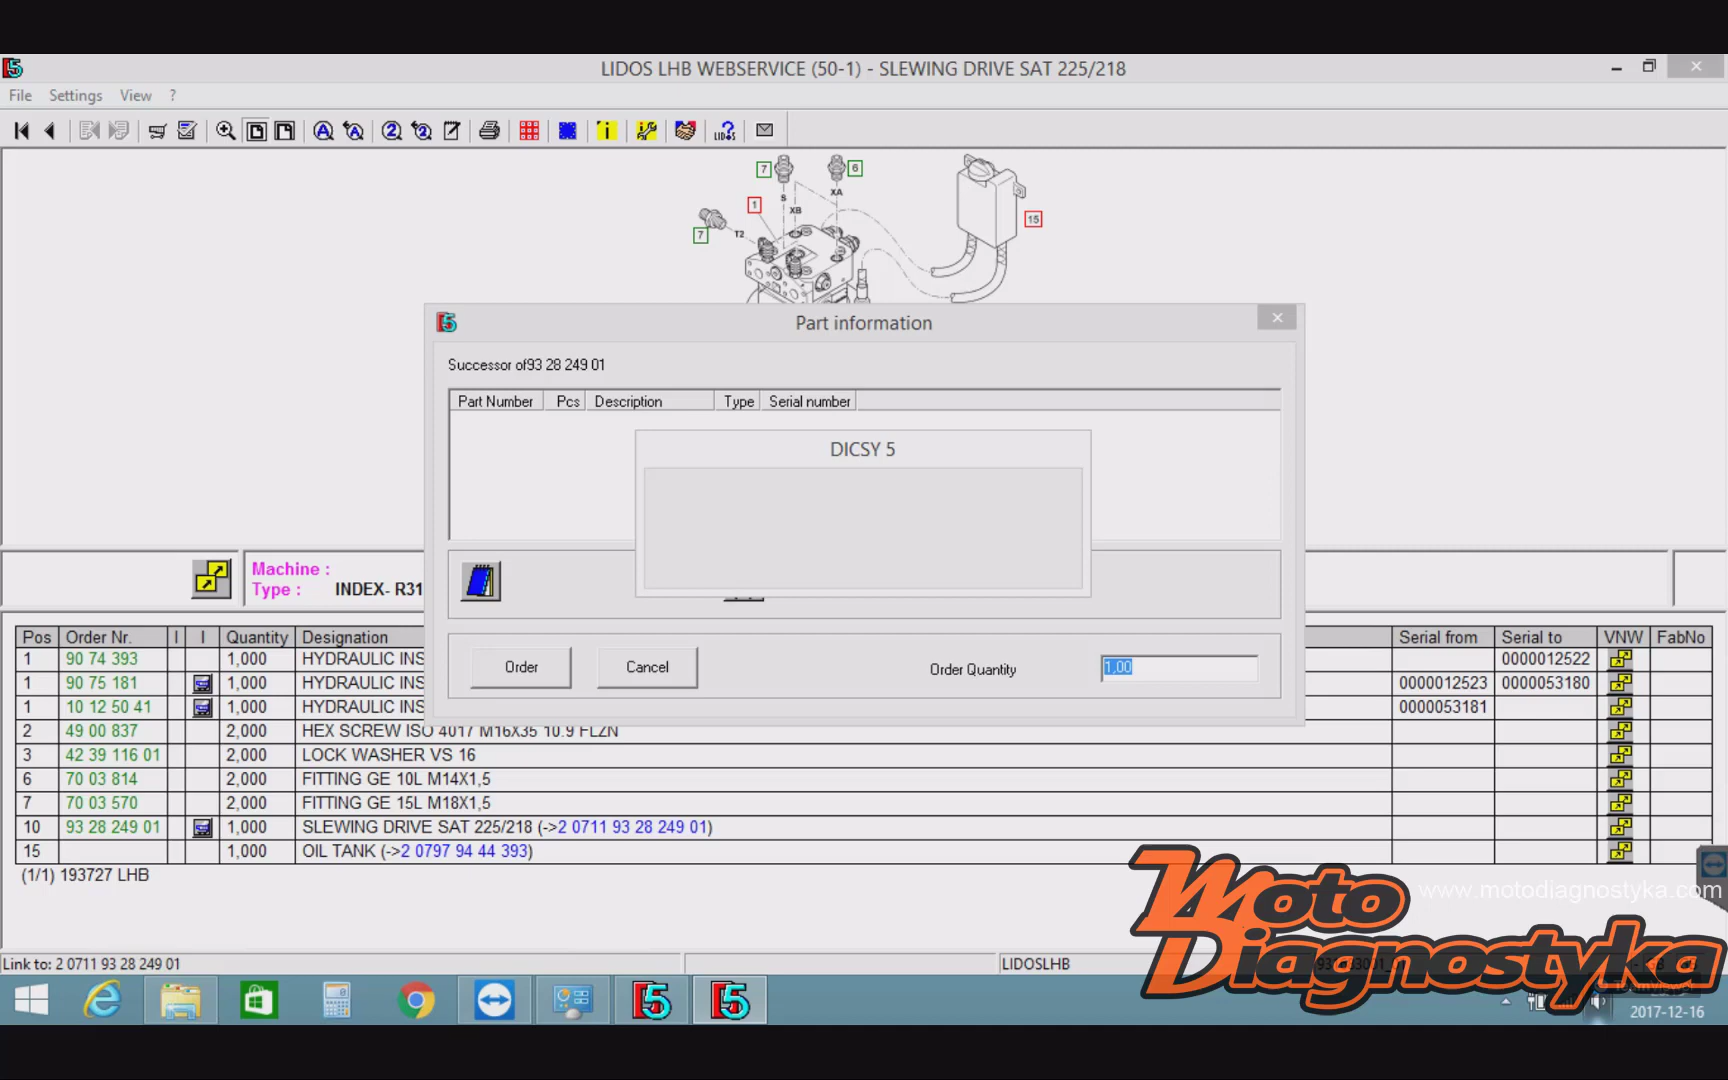 LIDOS LHB WEBSERVICE (50-1) - SLEWING DRIVE SAT 225/218
File Settings View ?
7 6
S XA
XB
1
15
7 T2
Part information
Successor of93 28 249 01
Part Number Pcs Description Type Serial number
DICSY 5
Machine :
Type : INDEX- R31
Order Cancel Order Quantity 1,00
Pos Order Nr. I I Quantity Designation Serial from Serial to VNW FabNo
1 90 74 393 1,000 HYDRAULIC INS 0000012522
1 90 75 181 1,000 HYDRAULIC INS 0000012523 0000053180
1 10 12 50 41 1,000 HYDRAULIC INS 0000053181
2 49 00 837 2,000 HEX SCREW ISO 4017 M16X35 10.9 FLZN
3 42 39 116 01 2,000 LOCK WASHER VS 16
6 70 03 814 2,000 FITTING GE 10L M14X1,5
7 70 03 570 2,000 FITTING GE 15L M18X1,5
10 93 28 249 01 1,000 SLEWING DRIVE SAT 225/218 (->2 0711 93 28 249 01)
15 1,000 OIL TANK (->2 0797 94 44 393)
(1/1) 193727 LHB
Moto
www.motodiagnostyka.com
Diagnostyka
Link to: 2 0711 93 28 249 01 LIDOSLHB
2017-12-16